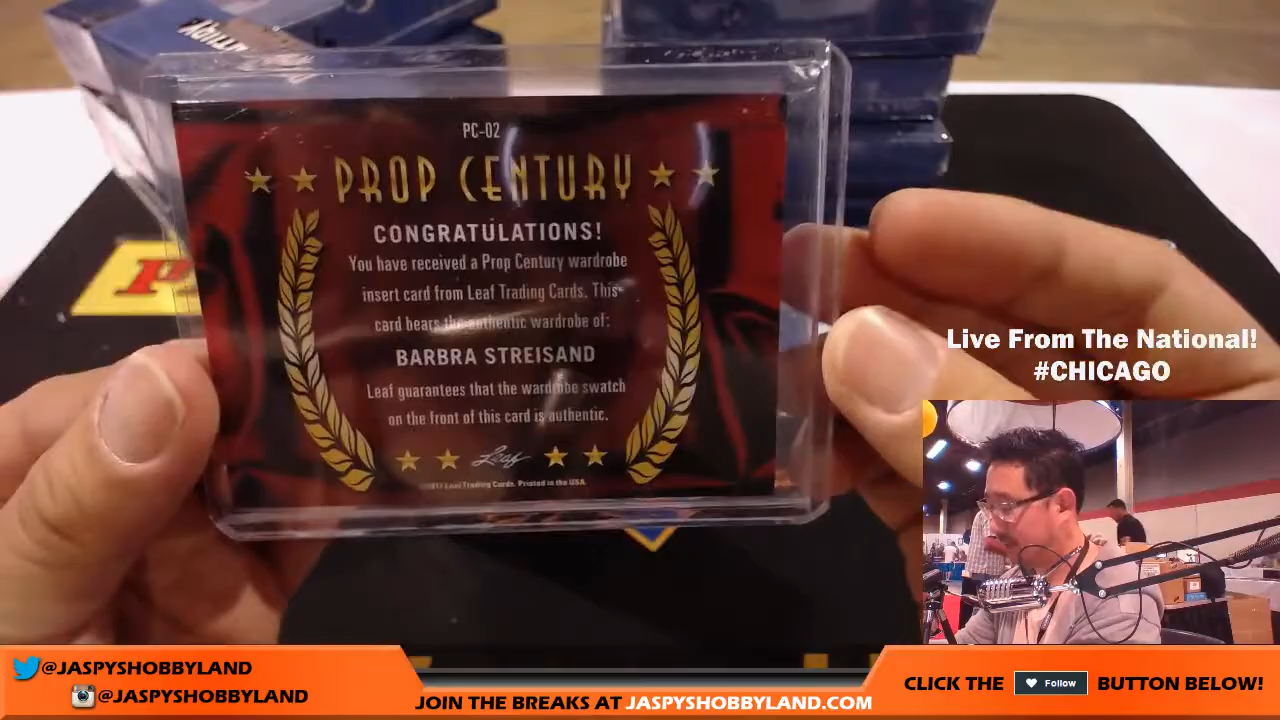 PC-02
PROP CENTURY
CONGRATULATIONS!
You have received a Prop Century wardrobe
insert card from Leaf Trading Cards. This
card bears the authentic wardrobe of:
BARBRA STREISAND
Leaf guarantees that the wardrobe swatch
on the front of this card is authentic.
Leaf
Leaf Trading Cards. Printed in the USA
Live From The National!
#CHICAGO
@JASPYSHOBBYLAND
@JASPYSHOBBYLAND
JOIN THE BREAKS AT JASPYSHOBBYLAND.COM
CLICK THE Follow BUTTON BELOW!